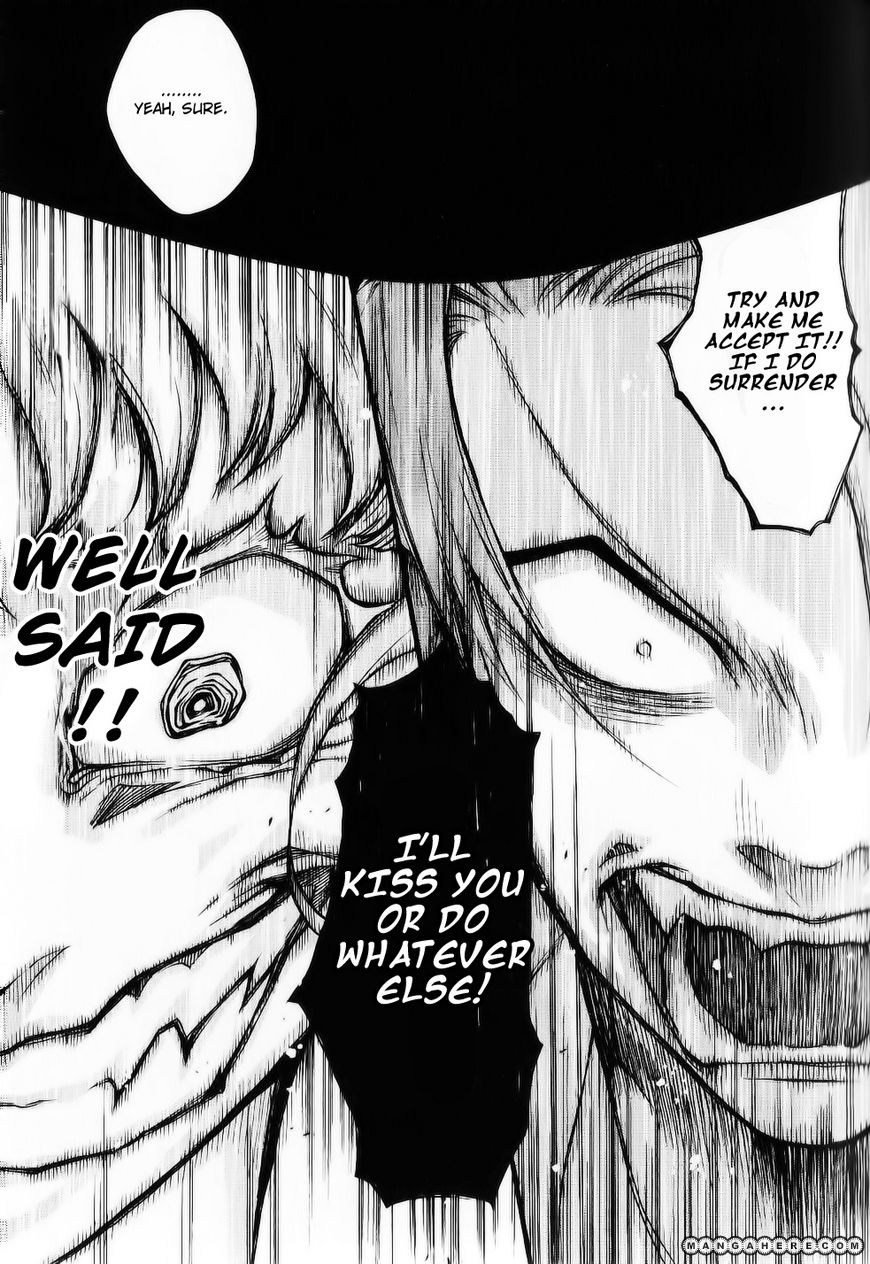 ........
YEAH, SURE.
TRY AND
MAKE ME
ACCEPT IT!!
IF I DO
SURRENDER
...
I'LL
KISS YOU
OR DO
WHATEVER
ELSE!
WELL
SAID
!!
MANGAHERE.COM